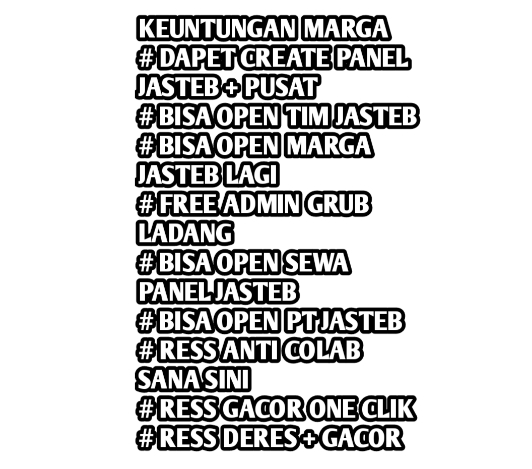 KEUNTUNGAN MARGA
# DAPET CREATE PANEL
JASTEB + PUSAT
# BISA OPEN TIM JASTEB
# BISA OPEN MARGA
JASTEB LAGI
# FREE ADMIN GRUB
LADANG
# BISA OPEN SEWA
PANEL JASTEB
# BISA OPEN PT JASTEB
# RESS ANTI COLAB
SANA SINI
# RESS GACOR ONE CLIK
# RESS DERES + GACOR